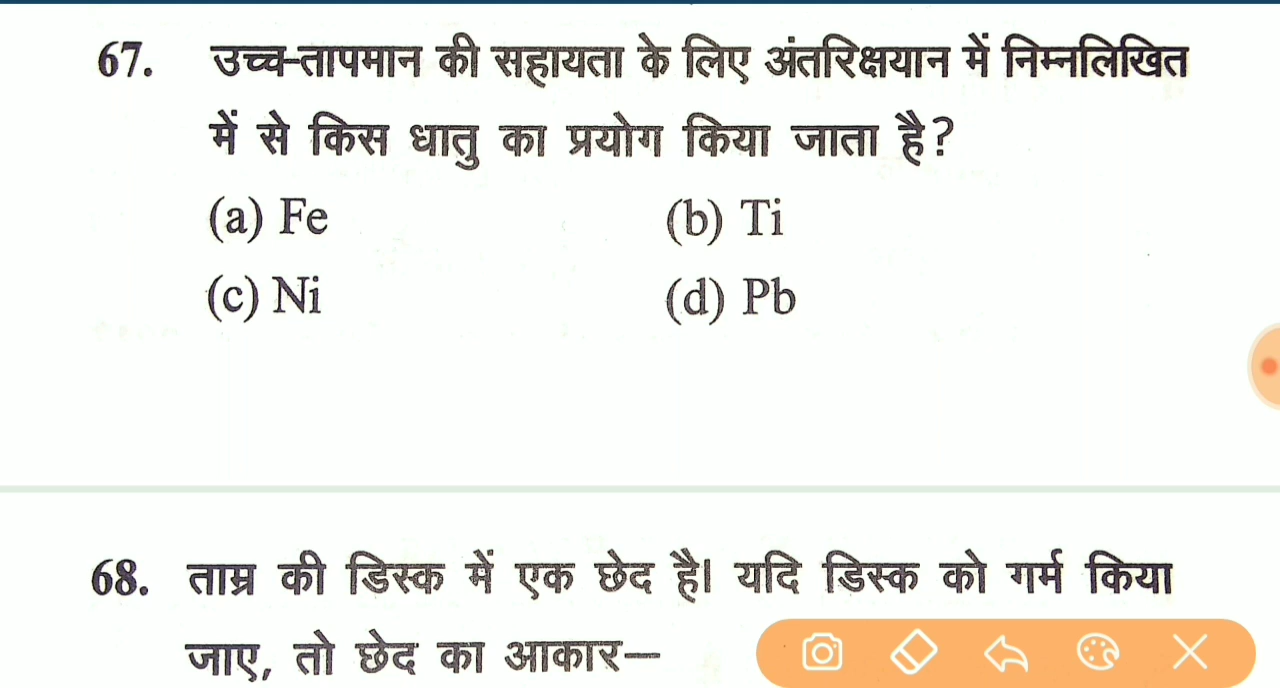 67. उच्च-तापमान की सहायता के लिए अंतरिक्षयान में निम्नलिखित
में से किस धातु का प्रयोग किया जाता है?
(a) Fe (b) Ti
(c) Ni (d) Pb
68. ताम्र की डिस्क में एक छेद है। यदि डिस्क को गर्म किया
जाए, तो छेद का आकार—